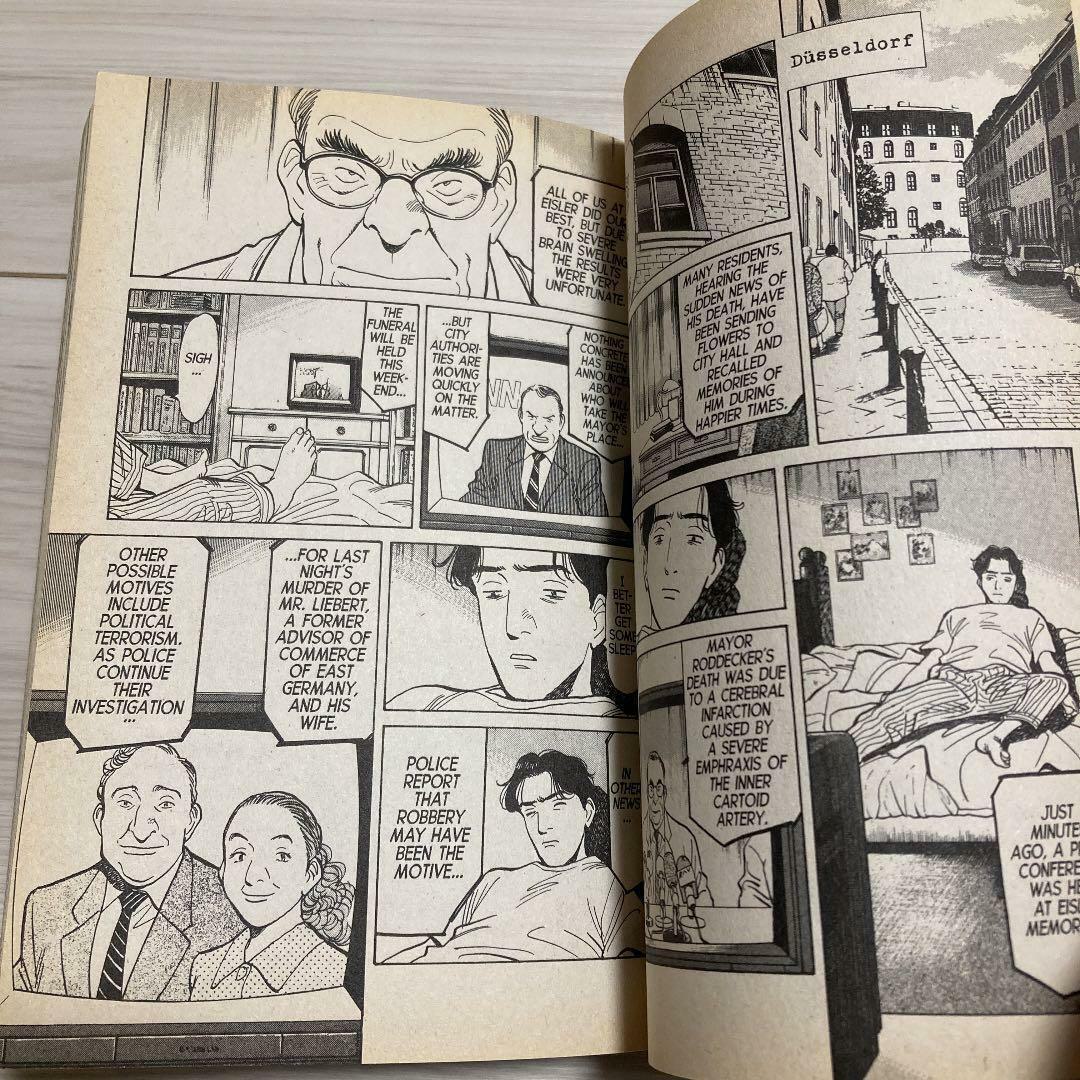 Düsseldorf
MANY RESIDENTS,
HEARING THE
SUDDEN NEWS OF
HIS DEATH, HAVE
BEEN SENDING
FLOWERS TO
CITY HALL AND
RECALLED
MEMORIES OF
HIM DURING
HAPPIER TIMES.
JUST
MINUTE
AGO, A P
CONFERE
WAS HE
AT EIS
MEMOR
MAYOR
RODDECKER'S
DEATH WAS DUE
TO A CEREBRAL
INFARCTION
CAUSED BY
A SEVERE
EMPHRAXIS OF
THE INNER
CARTOID
ARTERY.
ALL OF US AT
EISLER DID OUR
BEST, BUT DUE
TO SEVERE
BRAIN SWELLING
THE RESULTS
WERE VERY
UNFORTUNATE.
NOTHING
CONCRETE
HAS BEEN
ANNOUNCED
ABOUT
WHO WILL
TAKE THE
MAYOR'S
PLACE...
...BUT
CITY
AUTHORI-
TIES ARE
MOVING
QUICKLY
ON THE
MATTER.
NN
THE
FUNERAL
WILL BE
HELD
THIS
WEEK-
END...
SIGH
...
I
BET-
TER
GET
SOME
SLEEP
IN
OTHER
NEWS
...
POLICE
REPORT
THAT
ROBBERY
MAY HAVE
BEEN THE
MOTIVE...
...FOR LAST
NIGHT'S
MURDER OF
MR. LIEBERT,
A FORMER
ADVISOR OF
COMMERCE
OF EAST
GERMANY,
AND HIS
WIFE.
OTHER
POSSIBLE
MOTIVES
INCLUDE
POLITICAL
TERRORISM.
AS POLICE
CONTINUE
THEIR
INVESTIGATION
...